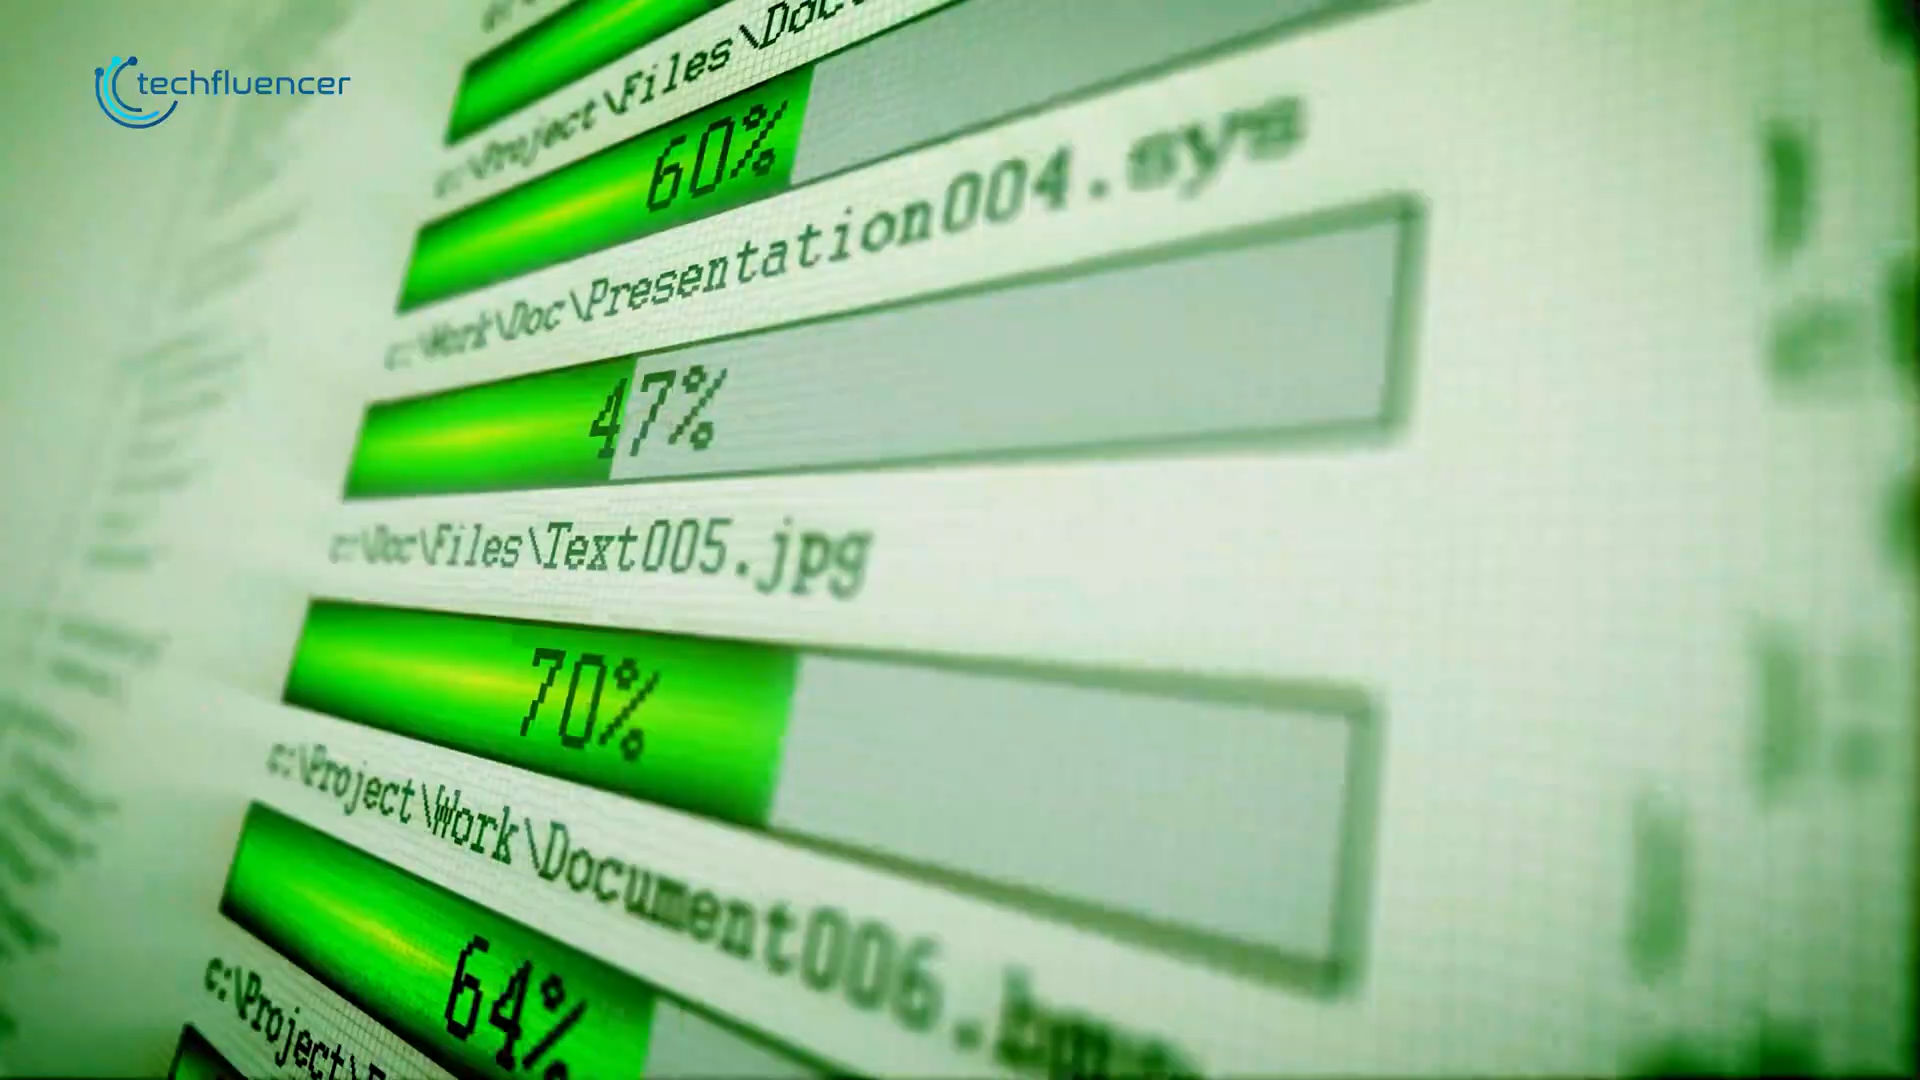 techfluencer
c:\Project\Files\Doc
60%
c:\Work\Doc\Presentation004.sys
47%
c:\Doc\Files\Text005.jpg
70%
c:\Project\Work\Document006.bmp
64%
c:\Project\